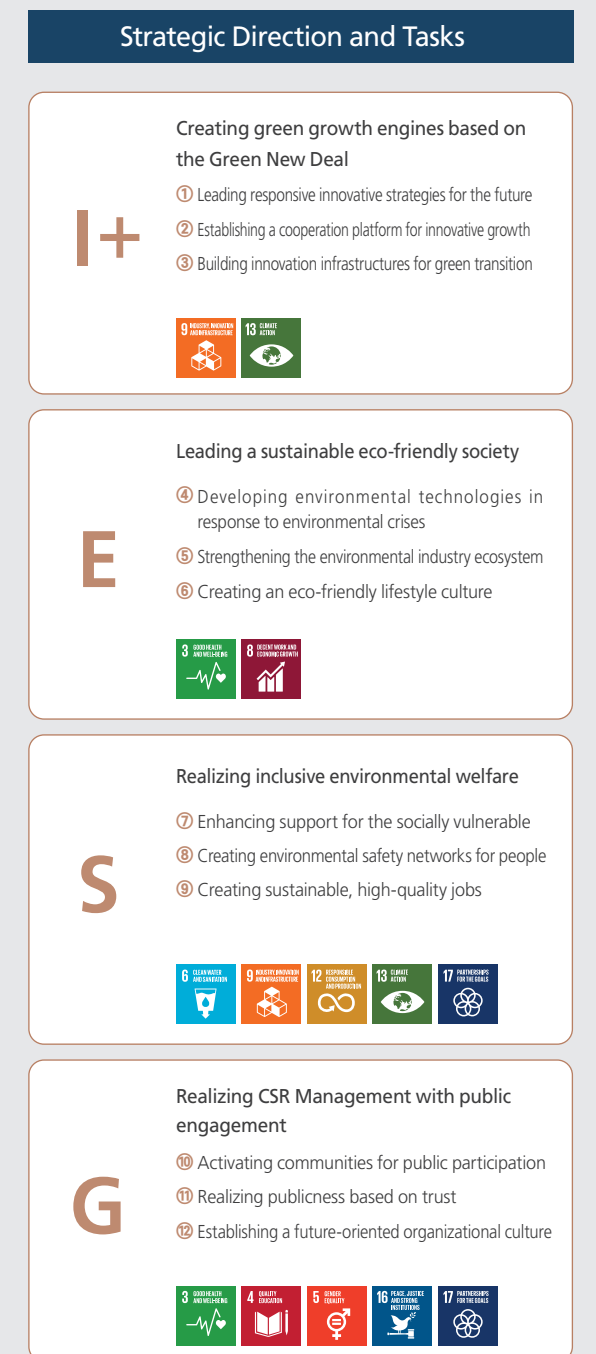 Strategic Direction and Tasks
I+
Creating green growth engines based on
the Green New Deal
① Leading responsive innovative strategies for the future
② Establishing a cooperation platform for innovative growth
③ Building innovation infrastructures for green transition
9 INDUSTRY, INNOVATION AND INFRASTRUCTURE
13 CLIMATE ACTION
E
Leading a sustainable eco-friendly society
④ Developing environmental technologies in
response to environmental crises
⑤ Strengthening the environmental industry ecosystem
⑥ Creating an eco-friendly lifestyle culture
3 GOOD HEALTH AND WELL-BEING
8 DECENT WORK AND ECONOMIC GROWTH
S
Realizing inclusive environmental welfare
⑦ Enhancing support for the socially vulnerable
⑧ Creating environmental safety networks for people
⑨ Creating sustainable, high-quality jobs
6 CLEAN WATER AND SANITATION
9 INDUSTRY, INNOVATION AND INFRASTRUCTURE
12 RESPONSIBLE CONSUMPTION AND PRODUCTION
13 CLIMATE ACTION
17 PARTNERSHIPS FOR THE GOALS
G
Realizing CSR Management with public
engagement
⑩ Activating communities for public participation
⑪ Realizing publicness based on trust
⑫ Establishing a future-oriented organizational culture
3 GOOD HEALTH AND WELL-BEING
4 QUALITY EDUCATION
5 GENDER EQUALITY
16 PEACE, JUSTICE AND STRONG INSTITUTIONS
17 PARTNERSHIPS FOR THE GOALS